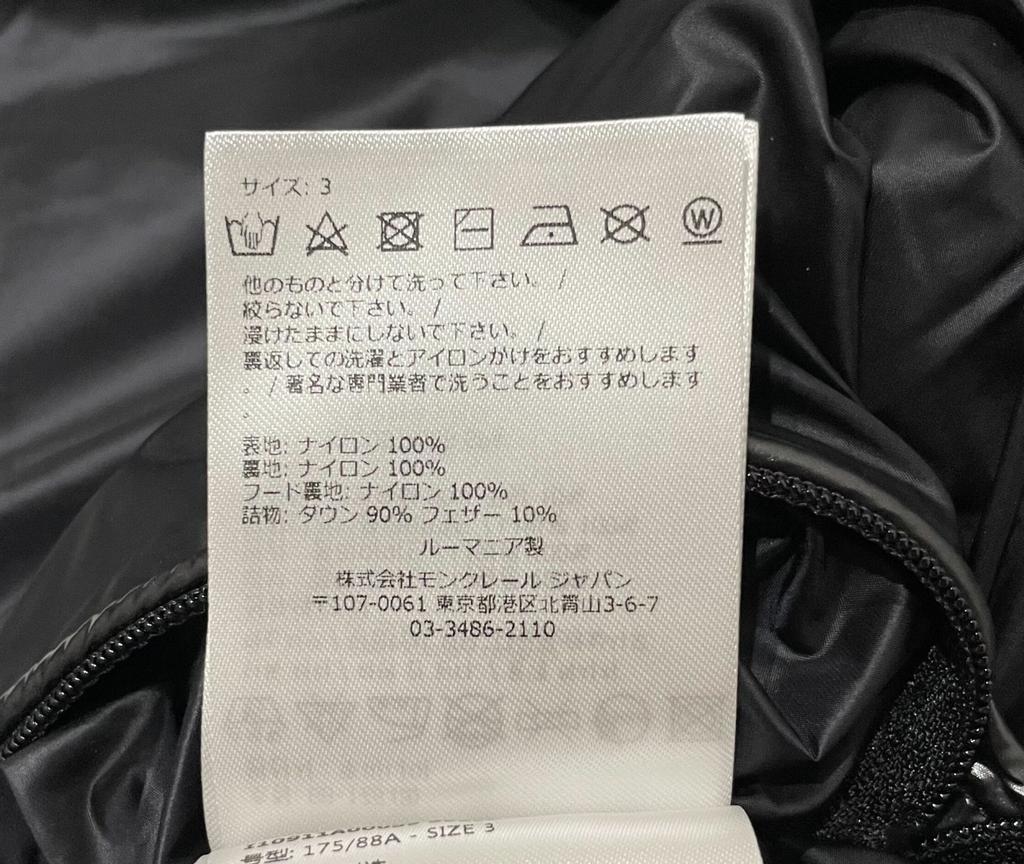 サイズ: 3
W
他のものと分けて洗って下さい。 /
絞らないで下さい。 /
浸けたままにしないで下さい。 /
裏返しての洗濯とアイロンかけをおすすめします
。 / 著名な専門業者で洗うことをおすすめします
。
表地: ナイロン 100%
裏地: ナイロン 100%
フード裏地: ナイロン 100%
詰物: ダウン 90% フェザー 10%
ルーマニア製
株式会社モンクレール ジャパン
〒107-0061 東京都港区北青山3-6-7
03-3486-2110
号型: 175/88A - SIZE 3